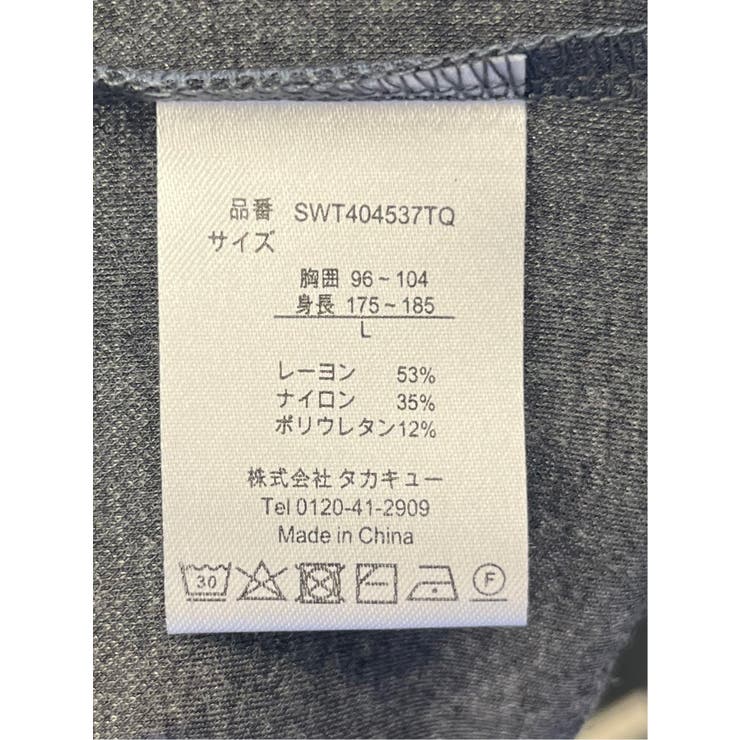 品番 SWT404537TQ
サイズ
胸囲 96~104
身長 175~185
L
レーヨン 53%
ナイロン 35%
ポリウレタン 12%
株式会社 タカキュー
Tel 0120-41-2909
Made in China
30 F